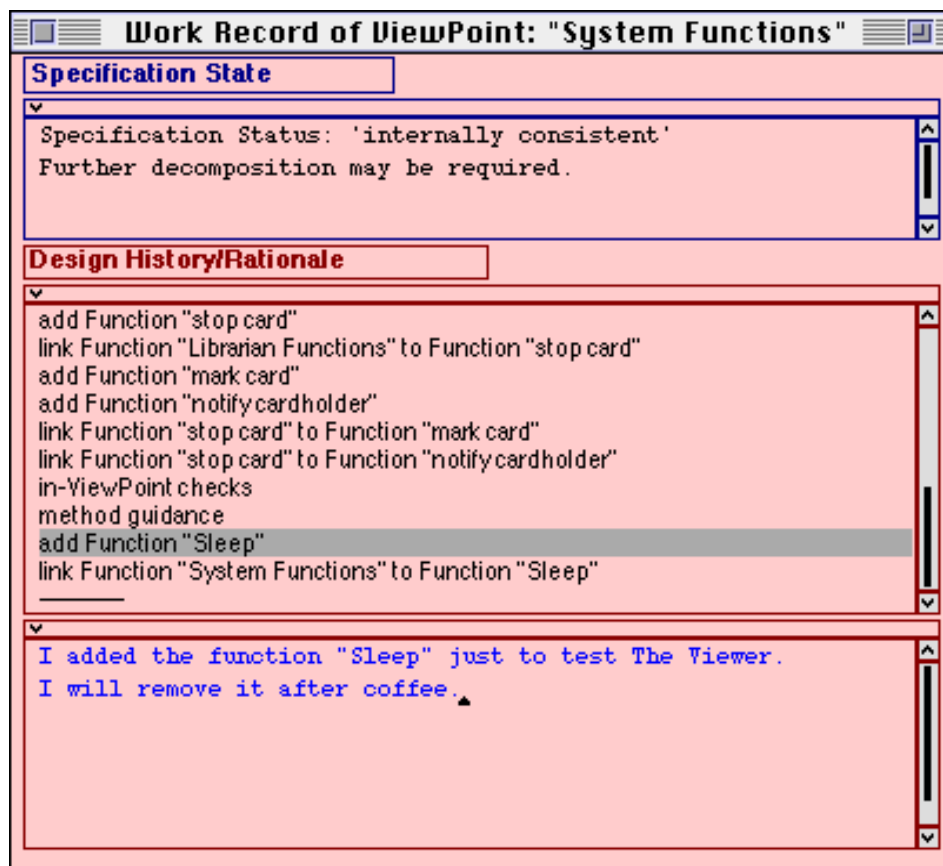 Work Record of ViewPoint: "System Functions"
Specification State
Specification Status: 'internally consistent'
Further decomposition may be required.
Design History/Rationale
add Function "stop card"
link Function "Librarian Functions" to Function "stop card"
add Function "mark card"
add Function "notify cardholder"
link Function "stop card" to Function "mark card"
link Function "stop card" to Function "notify cardholder"
in-ViewPoint checks
method guidance
add Function "Sleep"
link Function "System Functions" to Function "Sleep"
I added the function "Sleep" just to test The Viewer.
I will remove it after coffee.